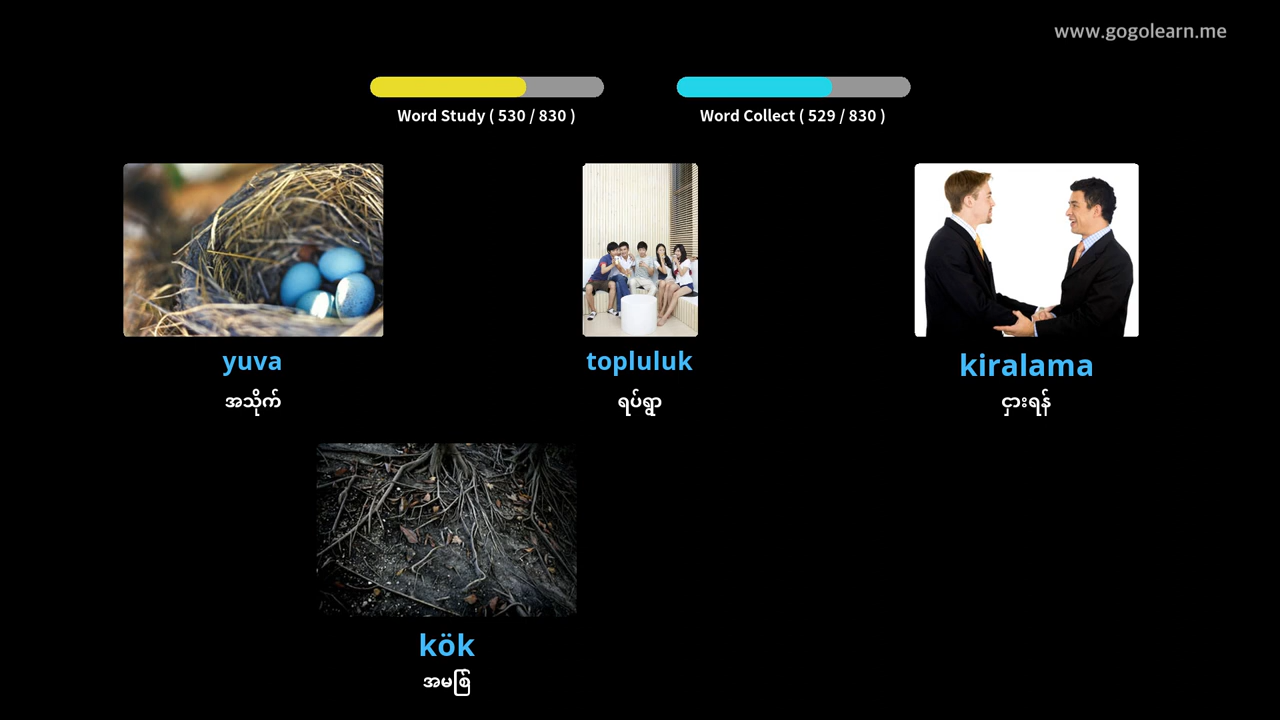 www.gogolearn.me
Word Study ( 530 / 830 )
Word Collect ( 529 / 830 )
yuva
topluluk
kiralama
အသိုက်
ရပ်ရွာ
ငှားရန်
kök
အမစြ်